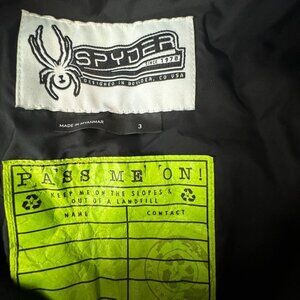 SPYDER
SINCE 1978
DESIGNED IN BOULDER, CO USA
MADE IN MYANMAR 3
PASS ME ON!
KEEP ME ON THE SLOPES &
OUT OF A LANDFILL
NAME CONTACT